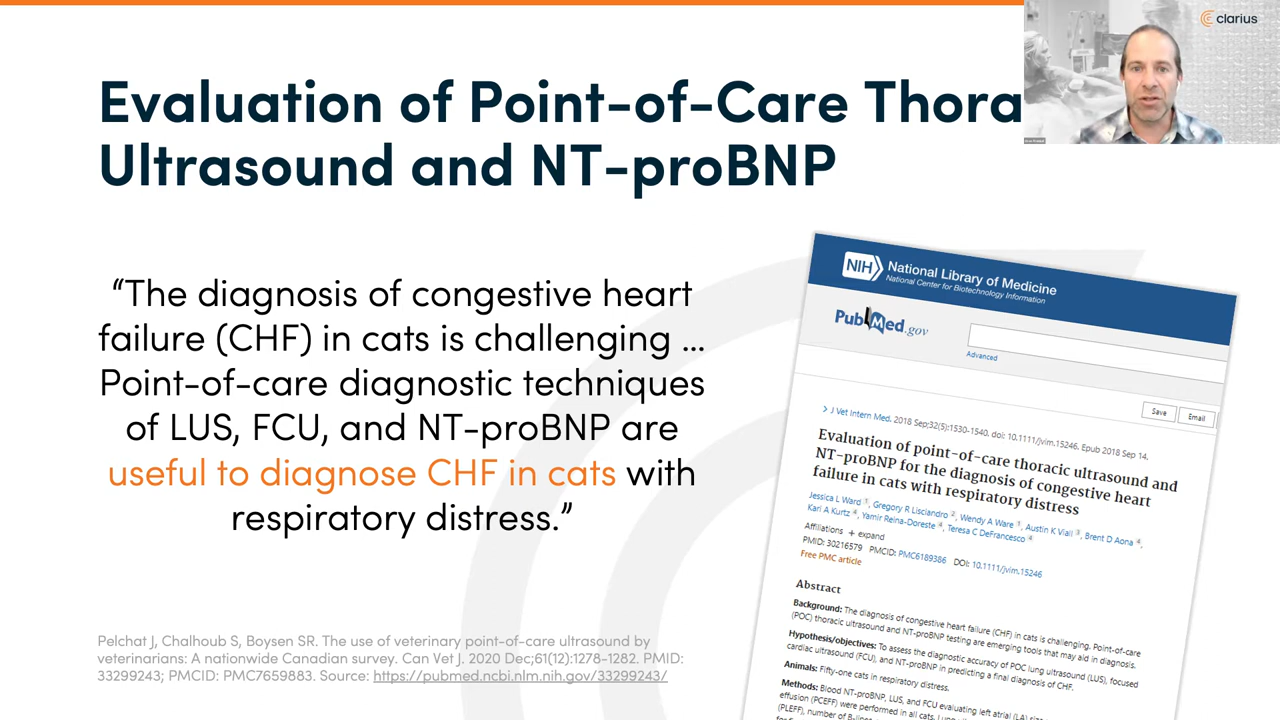 clarius
Evaluation of Point-of-Care Thora
Ultrasound and NT-proBNP
“The diagnosis of congestive heart
failure (CHF) in cats is challenging ...
Point-of-care diagnostic techniques
of LUS, FCU, and NT-proBNP are
useful to diagnose CHF in cats with
respiratory distress.”
Pelchat J, Chalhoub S, Boysen SR. The use of veterinary point-of-care ultrasound by
veterinarians: A nationwide Canadian survey. Can Vet J. 2020 Dec;61(12):1278-1282. PMID:
33299243; PMCID: PMC7659883. Source: https://pubmed.ncbi.nlm.nih.gov/33299243/
NIH National Library of Medicine
National Center for Biotechnology Information
PubMed.gov
Advanced
Save Email
> J Vet Intern Med. 2018 Sep;32(5):1530-1540. doi: 10.1111/jvim.15246. Epub 2018 Sep 14.
Evaluation of point-of-care thoracic ultrasound and
NT-proBNP for the diagnosis of congestive heart
failure in cats with respiratory distress
Jessica L Ward 1, Gregory R Lisciandro 2, Wendy A Ware 1, Austin K Viall 3, Brent D Aona 4,
Kari A Kurtz 4, Yamir Reina-Doreste 4, Teresa C DeFrancesco 4
Affiliations + expand
PMID: 30216579 PMCID: PMC6189386 DOI: 10.1111/jvim.15246
Free PMC article
Abstract
Background: The diagnosis of congestive heart failure (CHF) in cats is challenging. Point-of-care
(POC) thoracic ultrasound and NT-proBNP testing are emerging tools that may aid in diagnosis.
Hypothesis/objectives: To assess the diagnostic accuracy of POC lung ultrasound (LUS), focused
cardiac ultrasound (FCU), and NT-proBNP in predicting a final diagnosis of CHF.
Animals: Fifty-one cats in respiratory distress.
Methods: Blood NT-proBNP, LUS, and FCU evaluating left atrial (LA) size
effusion (PCEFF) were performed in all cats.
(PLEFF), number of B-lines